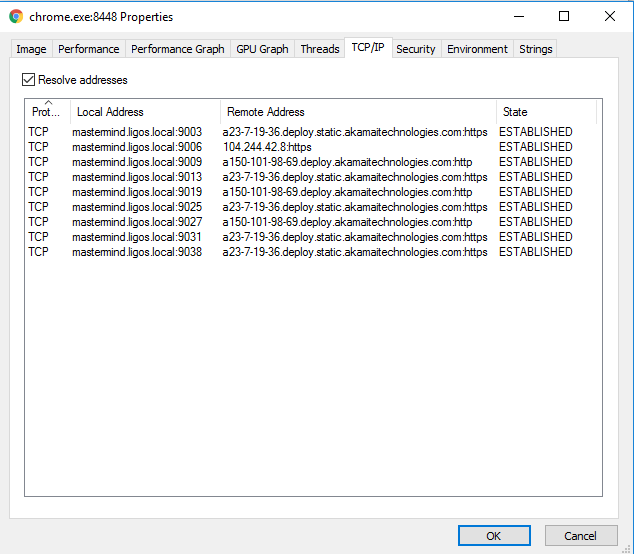 chrome.exe:8448 Properties
Image Performance Performance Graph GPU Graph Threads TCP/IP Security Environment Strings
Resolve addresses
Prot... Local Address Remote Address State
TCP mastermind.ligos.local:9003 a23-7-19-36.deploy.static.akamaitechnologies.com:https ESTABLISHED
TCP mastermind.ligos.local:9006 104.244.42.8:https ESTABLISHED
TCP mastermind.ligos.local:9009 a150-101-98-69.deploy.akamaitechnologies.com:http ESTABLISHED
TCP mastermind.ligos.local:9013 a23-7-19-36.deploy.static.akamaitechnologies.com:https ESTABLISHED
TCP mastermind.ligos.local:9019 a150-101-98-69.deploy.akamaitechnologies.com:http ESTABLISHED
TCP mastermind.ligos.local:9025 a23-7-19-36.deploy.static.akamaitechnologies.com:https ESTABLISHED
TCP mastermind.ligos.local:9027 a150-101-98-69.deploy.akamaitechnologies.com:http ESTABLISHED
TCP mastermind.ligos.local:9031 a23-7-19-36.deploy.static.akamaitechnologies.com:https ESTABLISHED
TCP mastermind.ligos.local:9038 a23-7-19-36.deploy.static.akamaitechnologies.com:https ESTABLISHED
OK Cancel